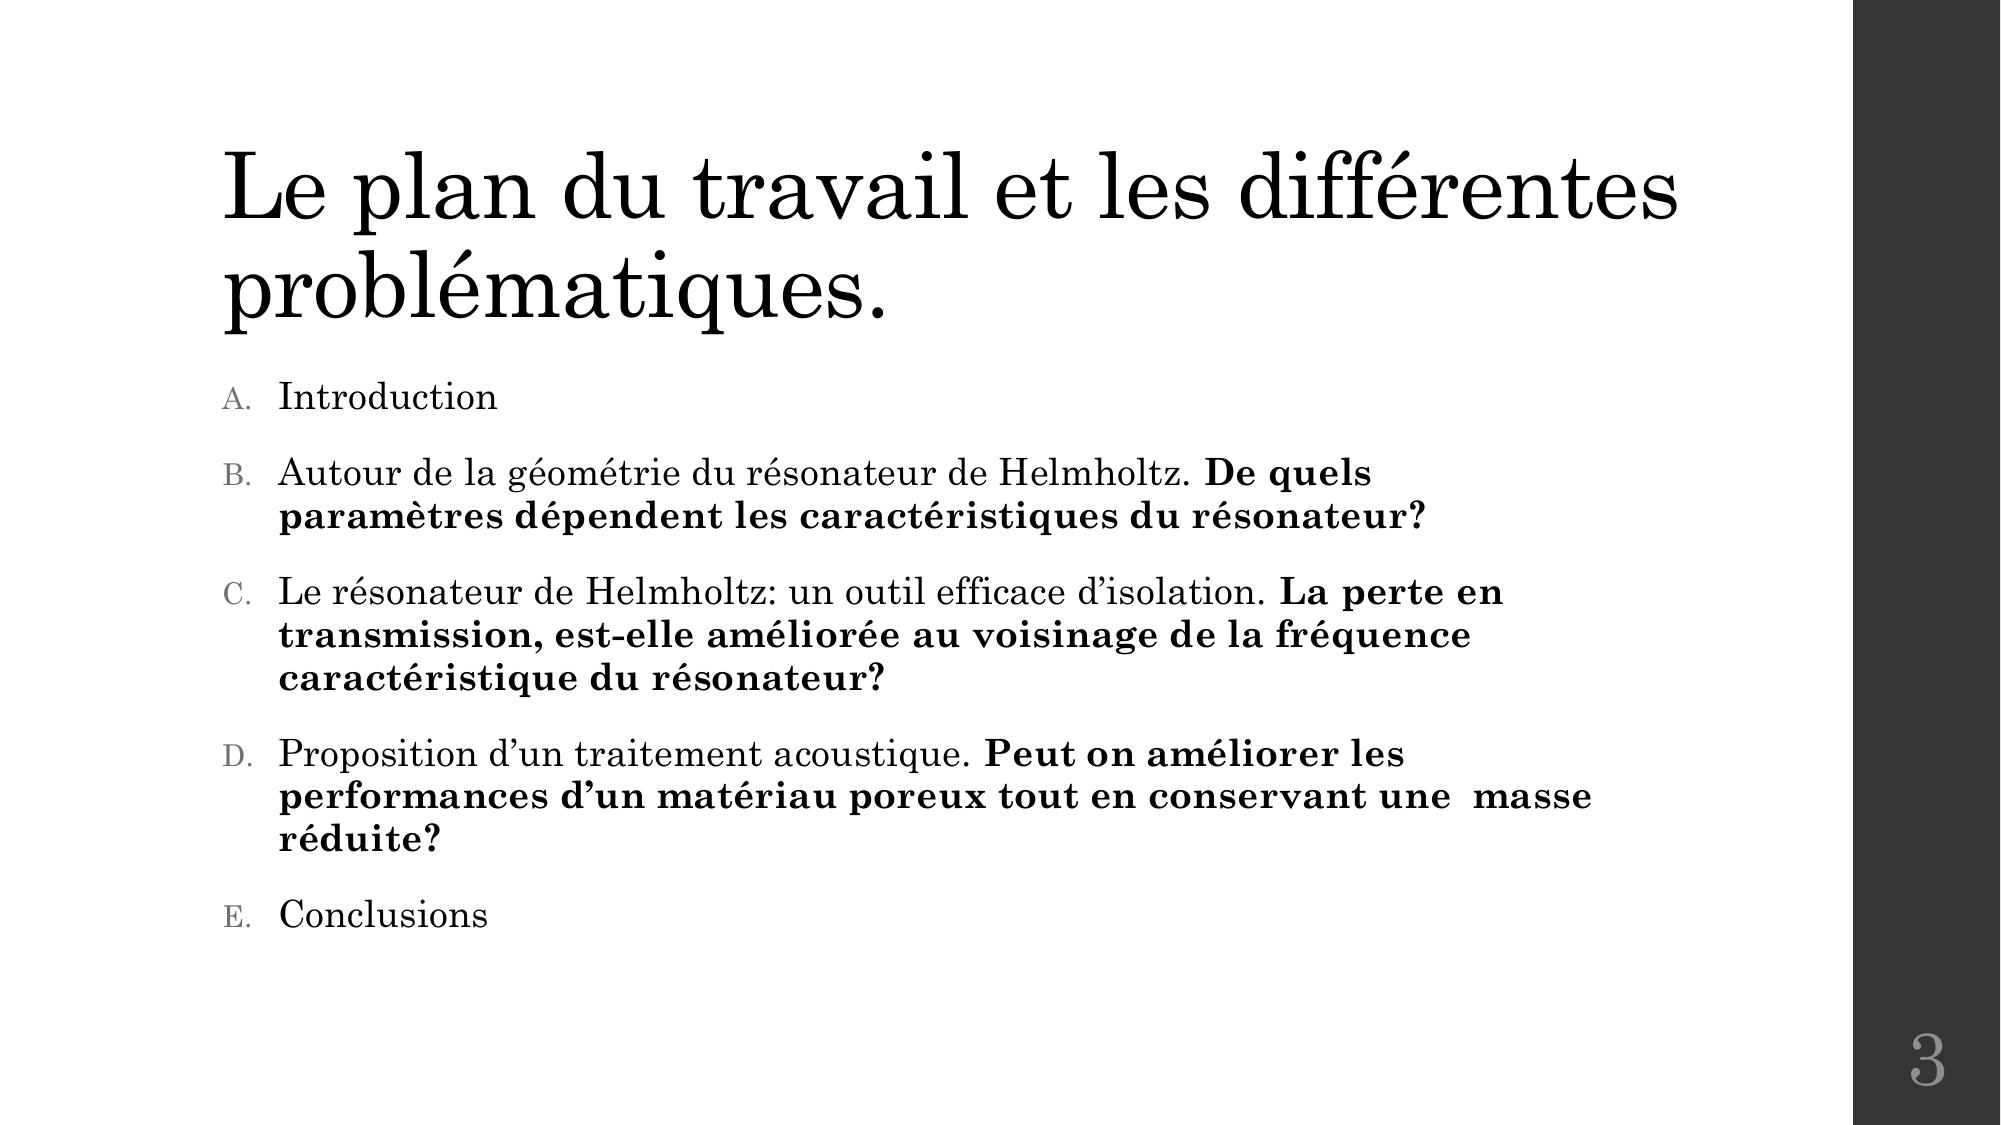 Le plan du travail et les différentes
problématiques.
A. Introduction
B. Autour de la géométrie du résonateur de Helmholtz. De quels
paramètres dépendent les caractéristiques du résonateur?
C. Le résonateur de Helmholtz: un outil efficace d’isolation. La perte en
transmission, est-elle améliorée au voisinage de la fréquence
caractéristique du résonateur?
D. Proposition d’un traitement acoustique. Peut on améliorer les
performances d’un matériau poreux tout en conservant une  masse
réduite?
E. Conclusions
3